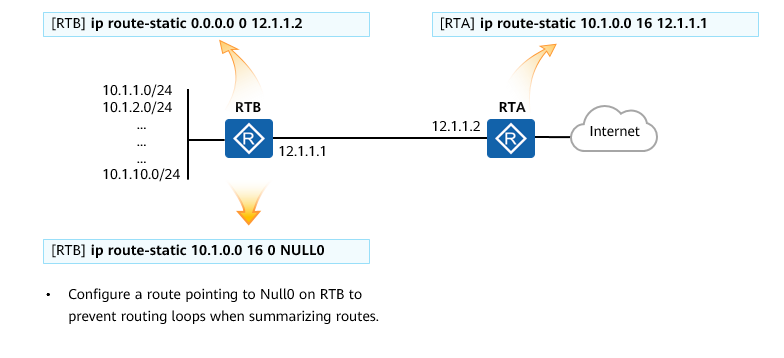 [RTB] ip route-static 0.0.0.0 0 12.1.1.2
[RTA] ip route-static 10.1.0.0 16 12.1.1.1
10.1.1.0/24
10.1.2.0/24
...
...
...
10.1.10.0/24
RTB
R
12.1.1.1
RTA
12.1.1.2
R
Internet
[RTB] ip route-static 10.1.0.0 16 0 NULL0
• Configure a route pointing to Null0 on RTB to
prevent routing loops when summarizing routes.